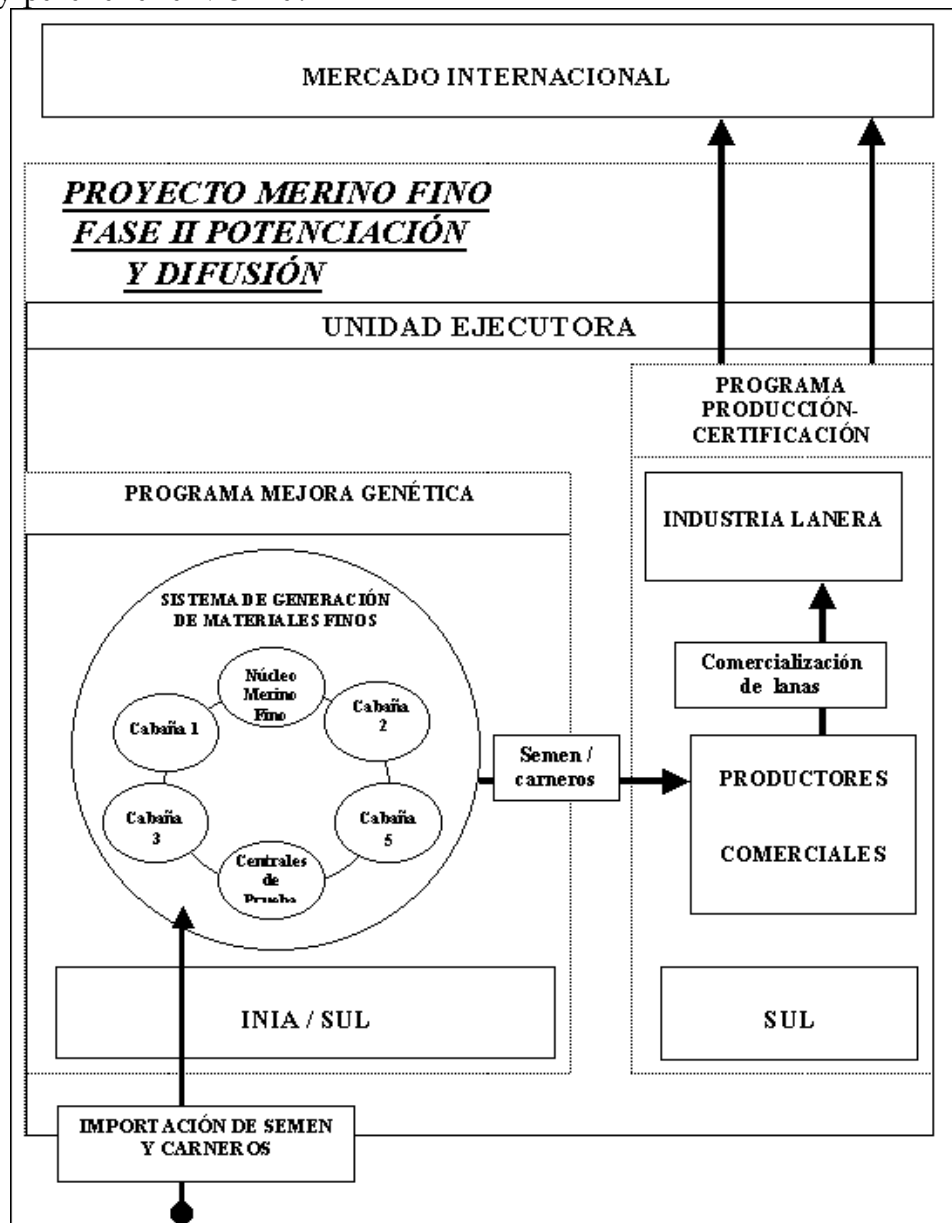 MERCADO INTERNACIONAL
PROYECTO MERINO FINO
FASE II POTENCIACIÓN
Y DIFUSIÓN
UNIDAD EJECUTORA
PROGRAMA
PRODUCCIÓN-
CERTIFICACIÓN
PROGRAMA MEJORA GENÉTICA
INDUSTRIA LANERA
SISTEMA DE GENERACIÓN
DE MATERIALES FINOS
Núcleo
Merino
Fino
Cabaña 1
Cabaña
2
Cabaña
3
Cabaña
5
Centrales
de
Prueba
Comercialización
de lanas
Semen /
carneros
PRODUCTORES
COMERCIALES
INIA / SUL
SUL
IMPORTACIÓN DE SEMEN
Y CARNEROS